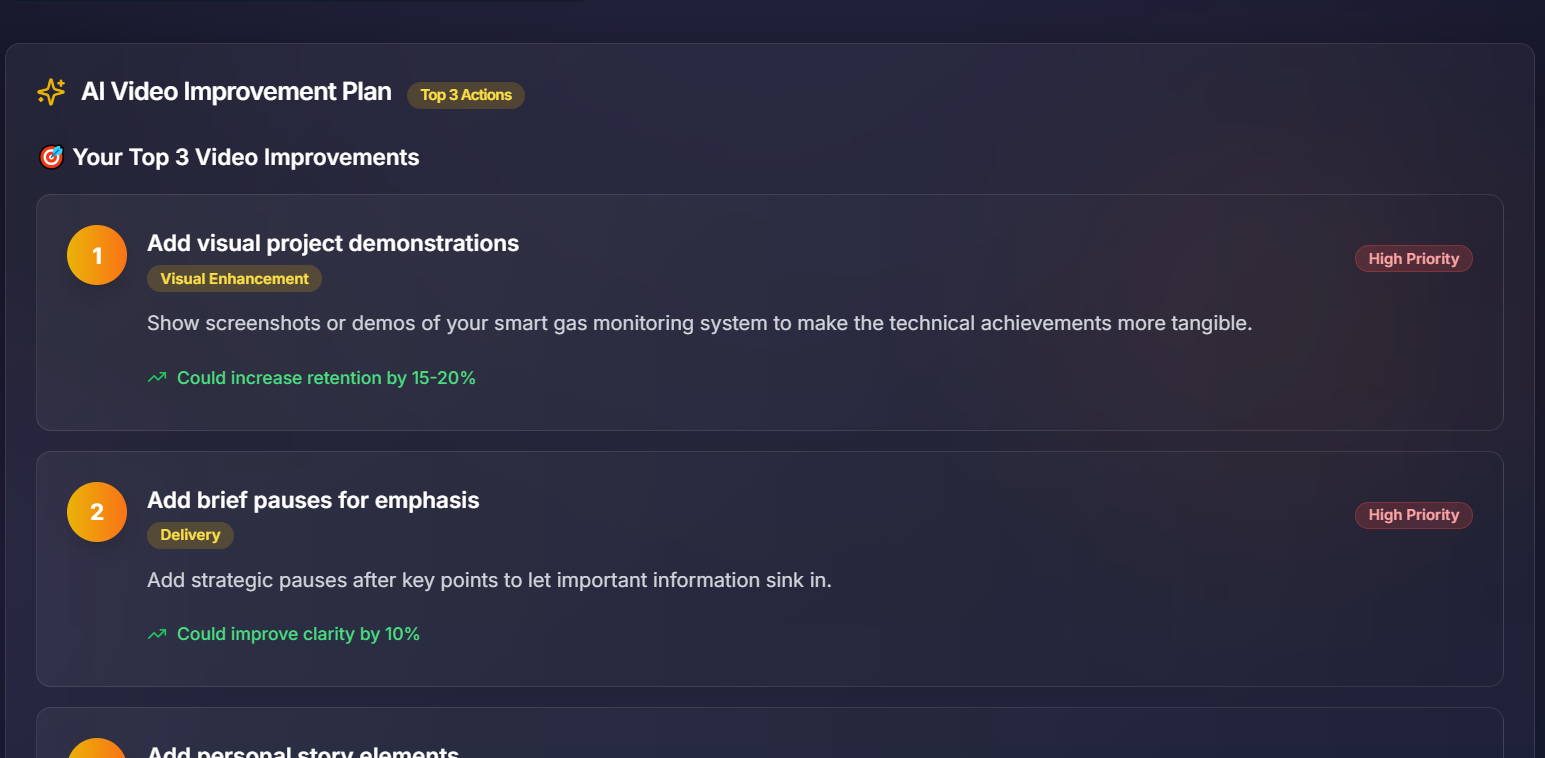 AI Video Improvement Plan
Top 3 Actions
🎯 Your Top 3 Video Improvements
1
Add visual project demonstrations
High Priority
Visual Enhancement
Show screenshots or demos of your smart gas monitoring system to make the technical achievements more tangible.
Could increase retention by 15-20%
2
Add brief pauses for emphasis
High Priority
Delivery
Add strategic pauses after key points to let important information sink in.
Could improve clarity by 10%
Add personal story elements